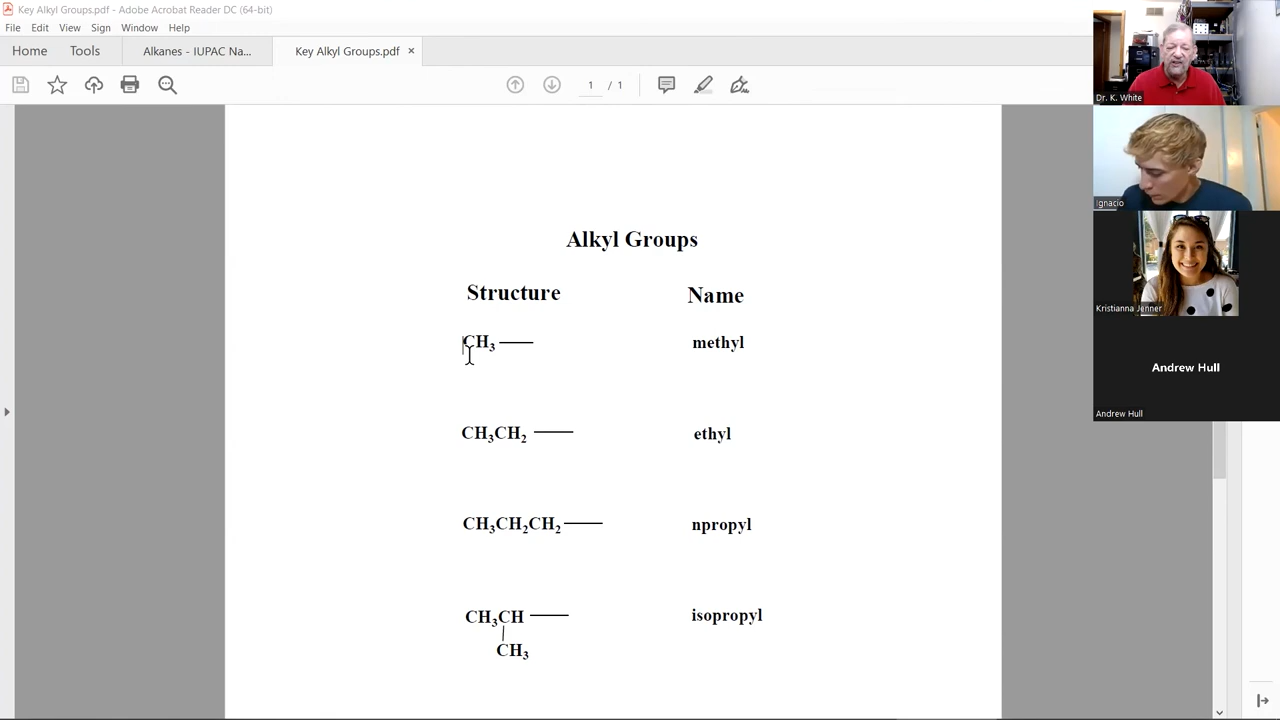 Key Alkyl Groups.pdf - Adobe Acrobat Reader DC (64-bit)
File Edit View Sign Window Help
Home Tools Alkanes - IUPAC Na... Key Alkyl Groups.pdf ×
1 / 1
Dr. K. White
Ignacio
Kristianna Jenner
Andrew Hull
Andrew Hull
Alkyl Groups
Structure Name
CH₃ — methyl
CH₃CH₂ — ethyl
CH₃CH₂CH₂ — npropyl
CH₃CH — isopropyl
CH₃